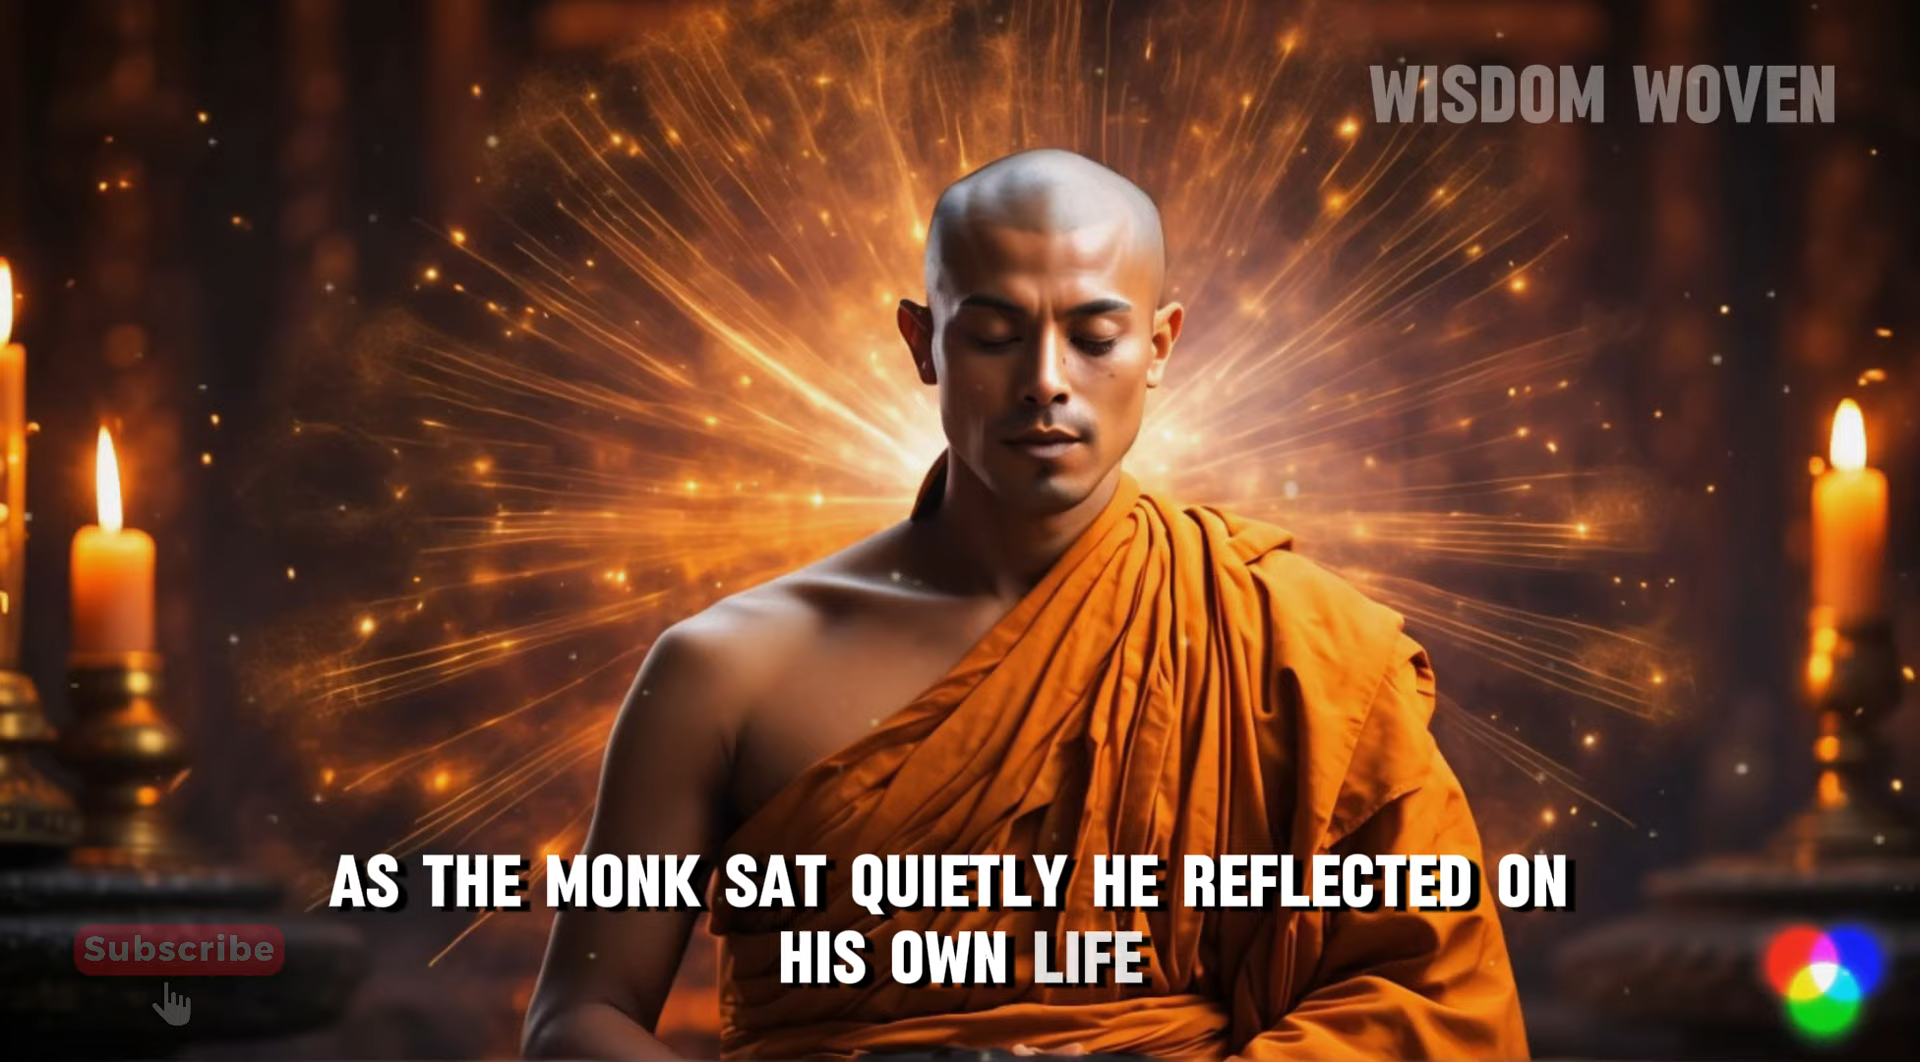 WISDOM WOVEN
AS THE MONK SAT QUIETLY HE REFLECTED ON
HIS OWN LIFE
Subscribe